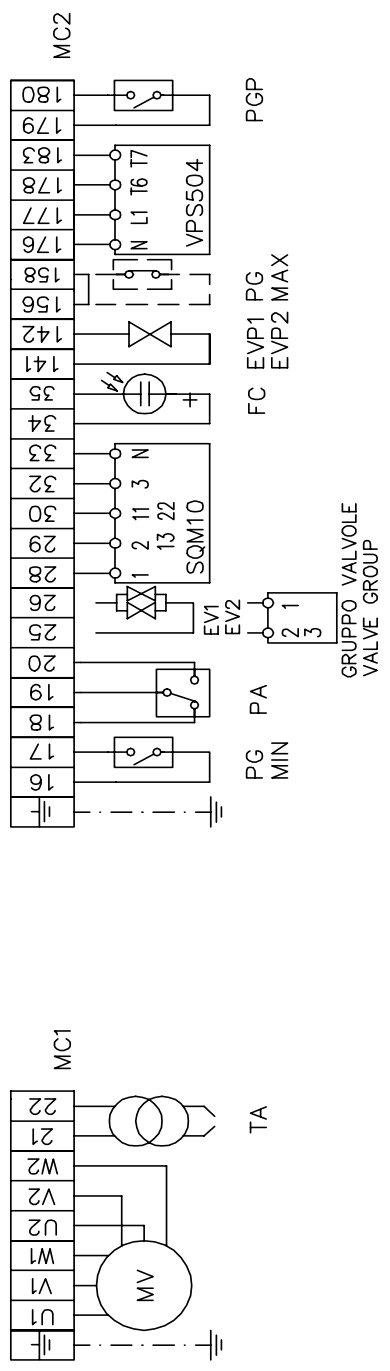 MC1
U1 V1 W1 U2 V2 W2 21 22
MV
TA
MC2
16 17 18 19 20 25 26 28 29 30 32 33 34 35 141 142 156 158 176 177 178 183 179 180
1 2 11 3 N
13 22
SQM10
+
N L1 T6 T7
VPS504
EV1
EV2
2 1
3
GRUPPO VALVOLE
VALVE GROUP
PG
MIN
PA
FC
EVP1
EVP2
PG
MAX
PGP